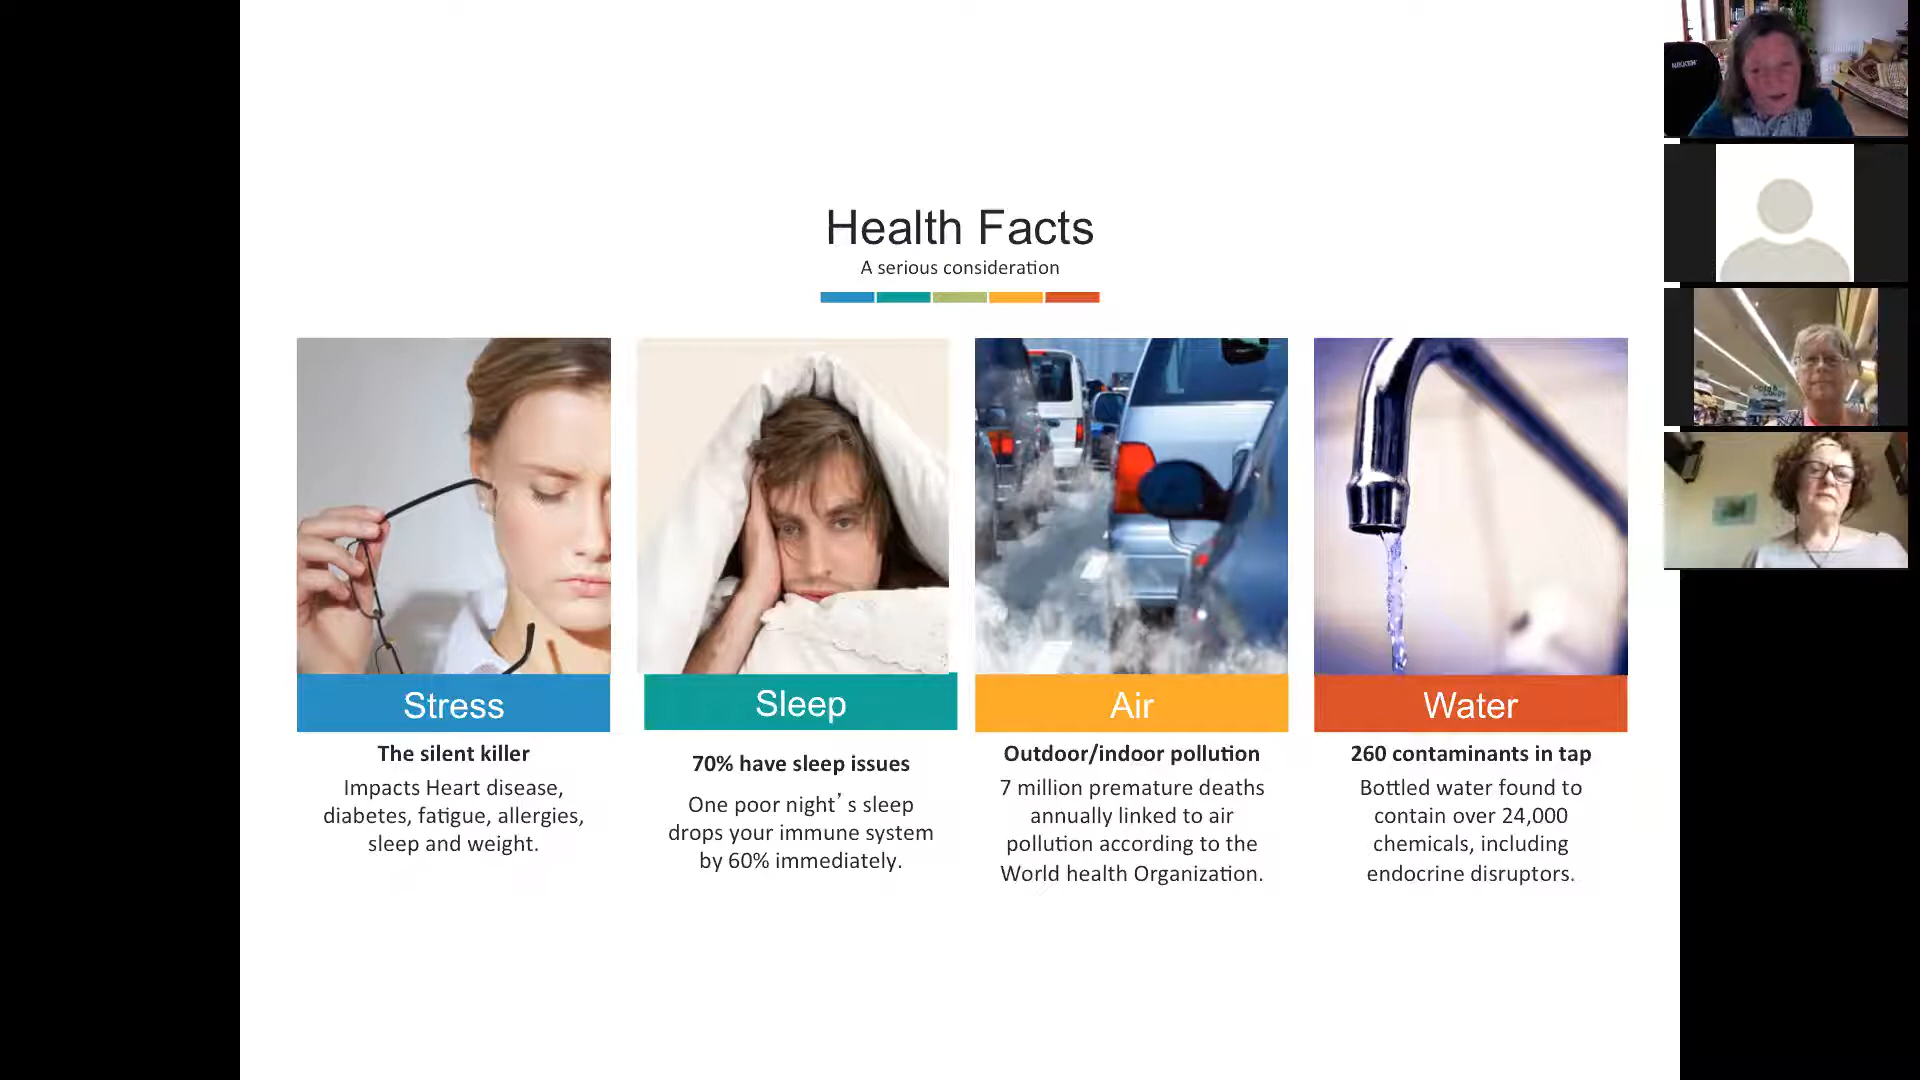 Health Facts
A serious consideration
Stress
The silent killer
Impacts Heart disease,
diabetes, fatigue, allergies,
sleep and weight.
Sleep
70% have sleep issues
One poor night’s sleep
drops your immune system
by 60% immediately.
Air
Outdoor/indoor pollution
7 million premature deaths
annually linked to air
pollution according to the
World health Organization.
Water
260 contaminants in tap
Bottled water found to
contain over 24,000
chemicals, including
endocrine disruptors.